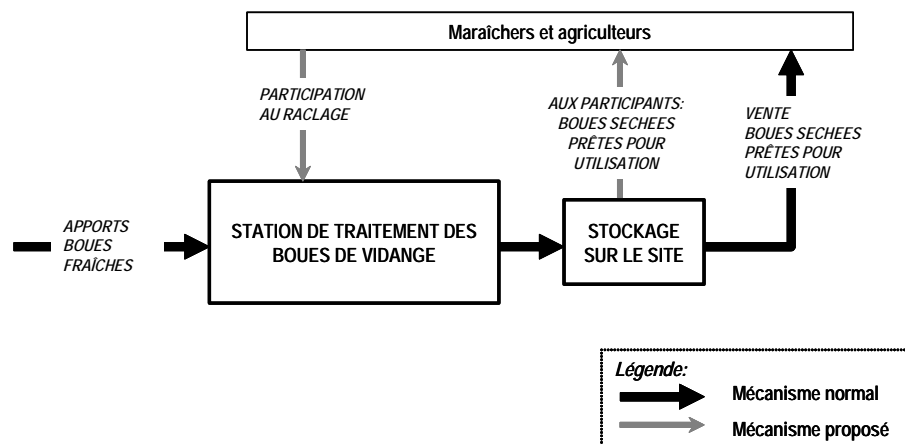 Maraîchers et agriculteurs
PARTICIPATION
AU RACLAGE
AUX PARTICIPANTS:
BOUES SECHEES
PRÊTES POUR
UTILISATION
VENTE
BOUES SECHEES
PRÊTES POUR
UTILISATION
APPORTS
BOUES
FRAÎCHES
STATION DE TRAITEMENT DES
BOUES DE VIDANGE
STOCKAGE
SUR LE SITE
Légende:
Mécanisme normal
Mécanisme proposé